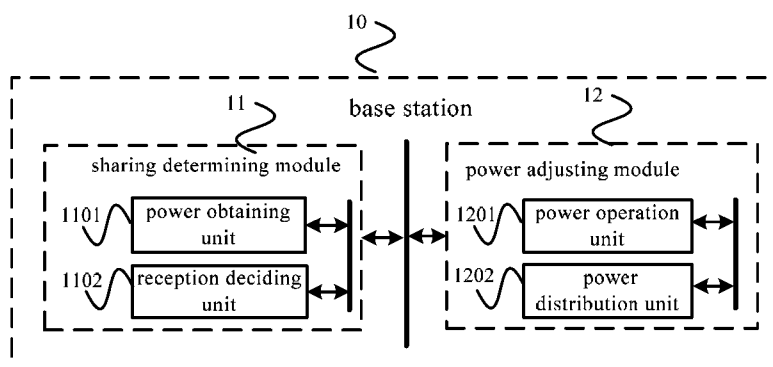 10
11
base station
12
sharing determining module
power adjusting module
1101
power obtaining
unit
1201
power operation
unit
1102
reception deciding
unit
1202
power
distribution unit